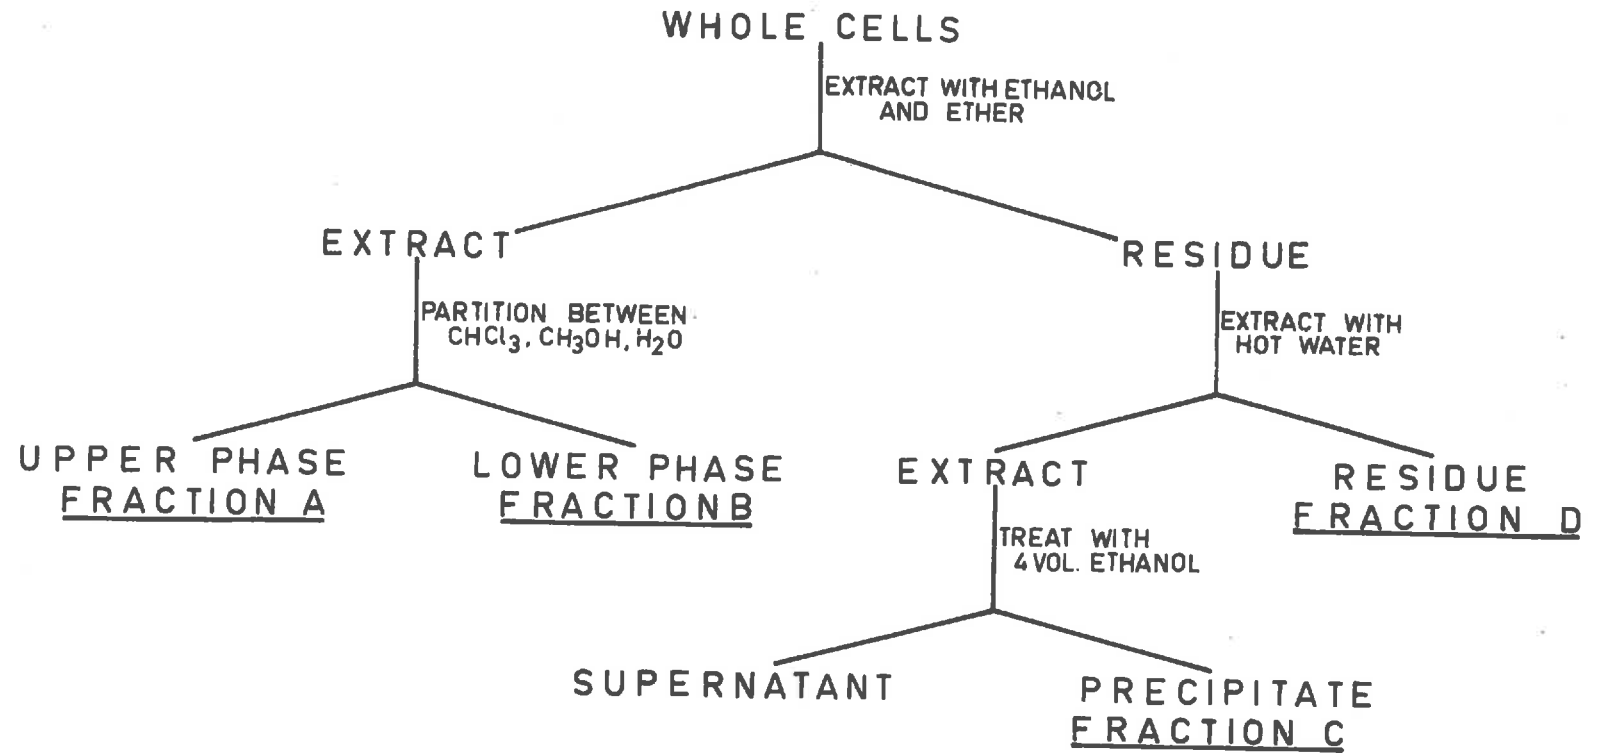 WHOLE CELLS
EXTRACT WITH ETHANOL
AND ETHER
EXTRACT
RESIDUE
PARTITION BETWEEN
CHCl3, CH3OH, H2O
EXTRACT WITH
HOT WATER
UPPER PHASE
FRACTION A
LOWER PHASE
FRACTION B
EXTRACT
RESIDUE
FRACTION D
TREAT WITH
4 VOL. ETHANOL
SUPERNATANT
PRECIPITATE
FRACTION C